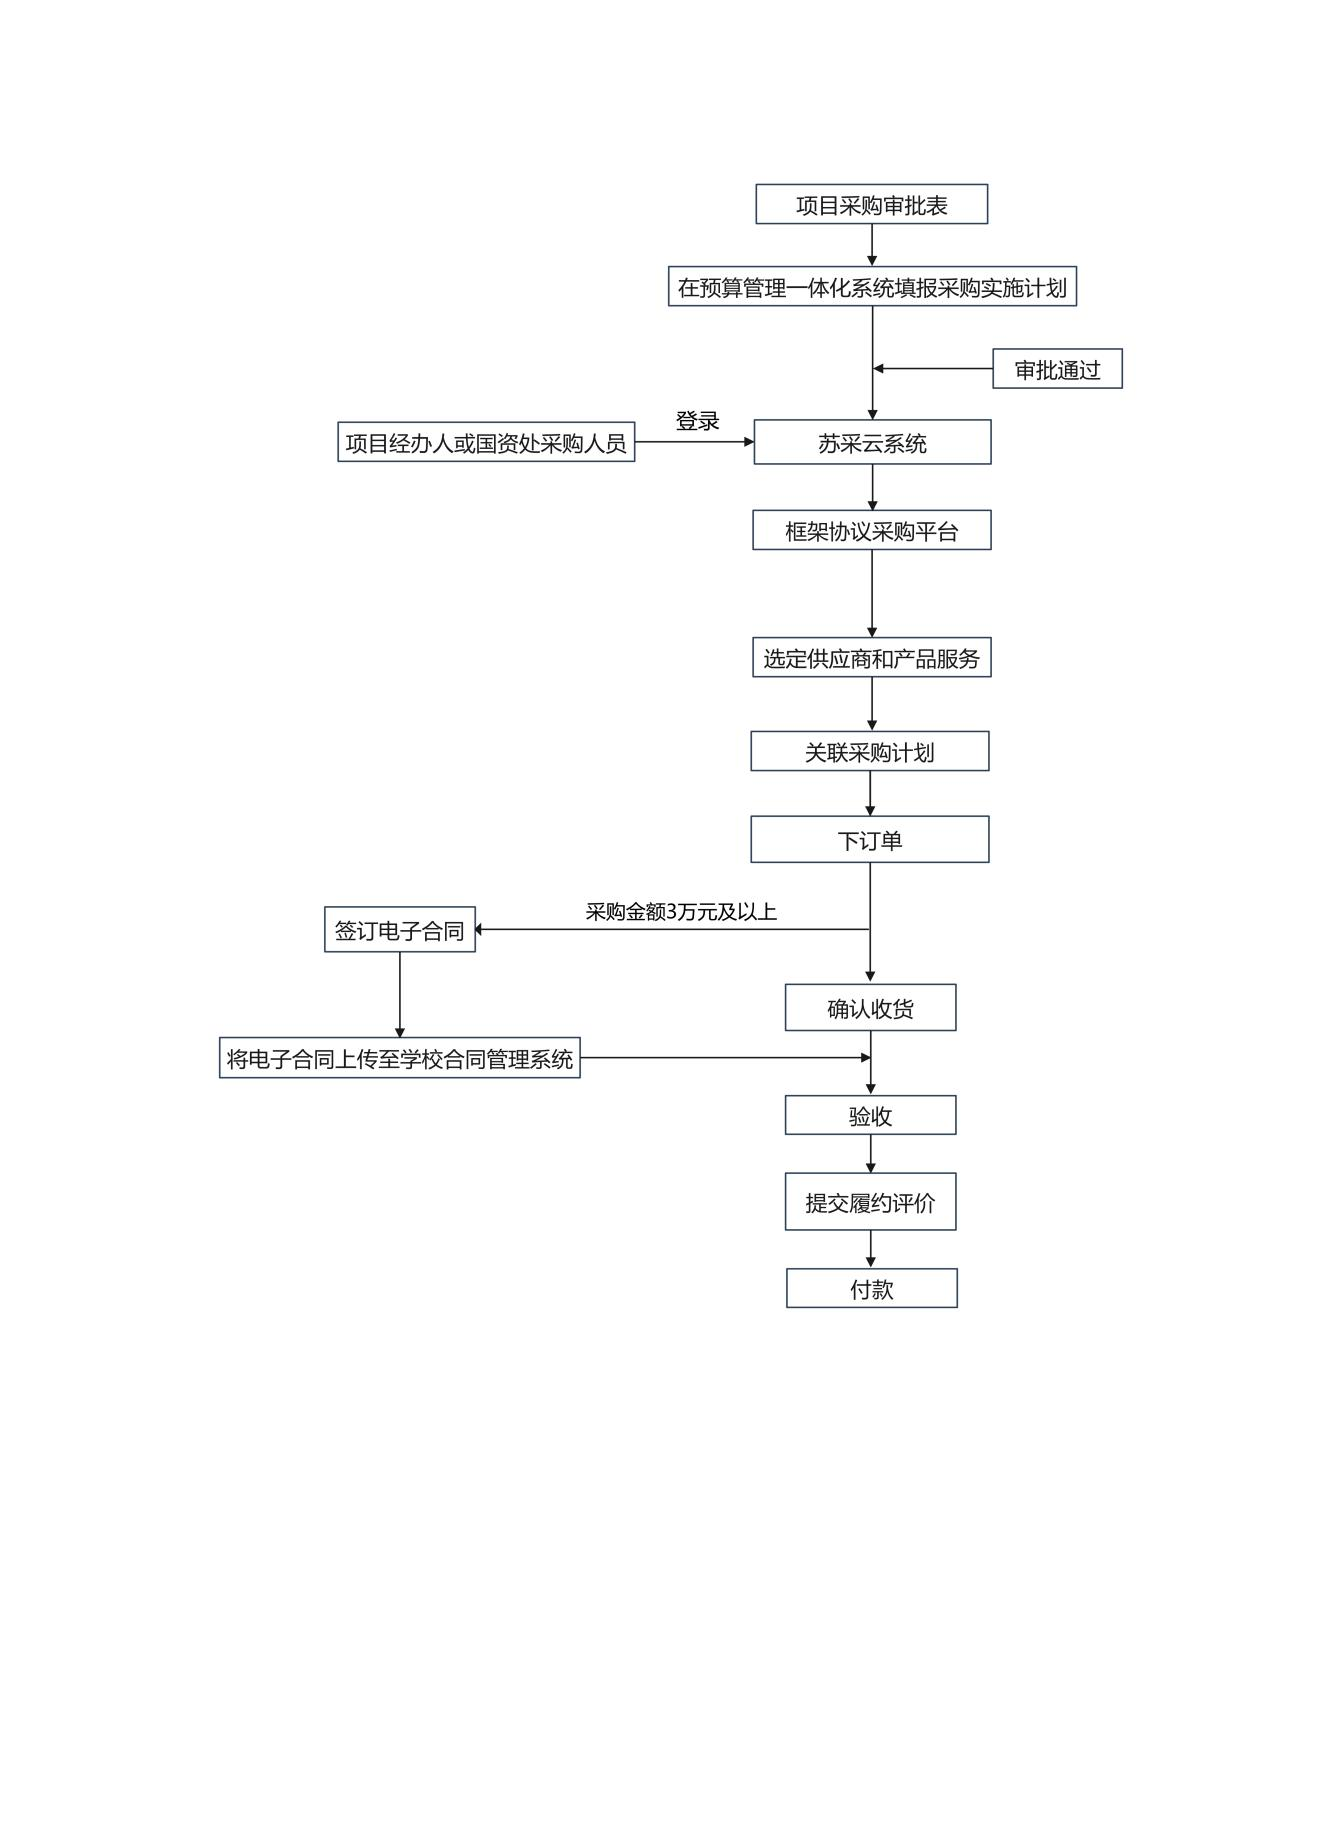 项目采购审批表
在预算管理一体化系统填报采购实施计划
审批通过
登录
项目经办人或国资处采购人员
苏采云系统
框架协议采购平台
选定供应商和产品服务
关联采购计划
下订单
采购金额3万元及以上
签订电子合同
确认收货
将电子合同上传至学校合同管理系统
验收
提交履约评价
付款